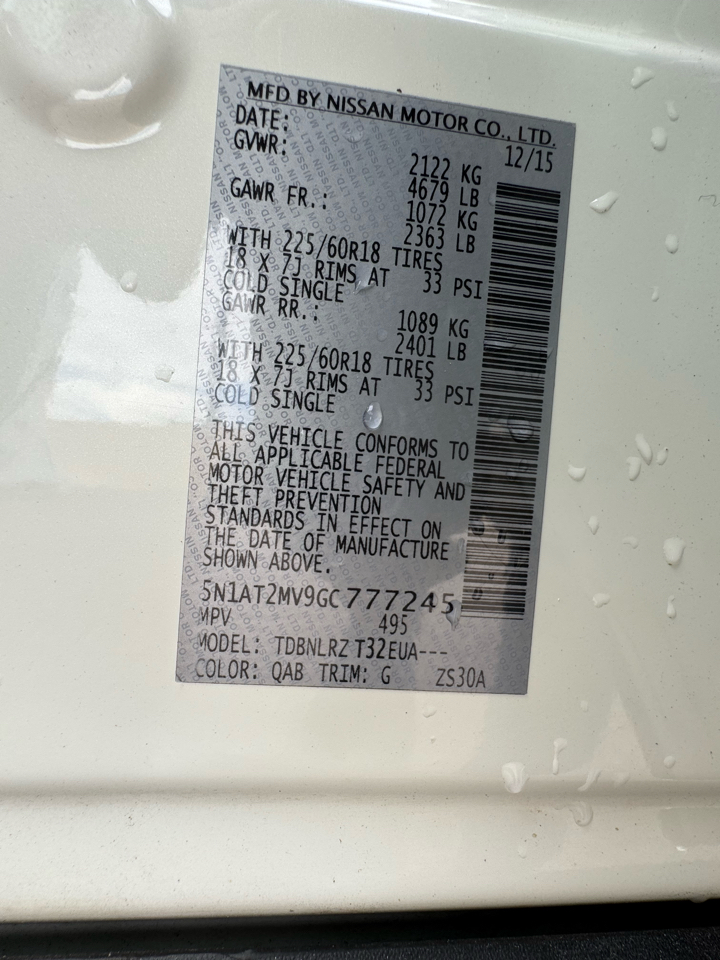 MFD BY NISSAN MOTOR CO., LTD.
DATE: 12/15
GVWR: 2122 KG
4679 LB
GAWR FR.: 1072 KG
2363 LB
WITH 225/60R18 TIRES
18 X 7J RIMS AT 33 PSI
COLD SINGLE
GAWR RR.: 1089 KG
2401 LB
WITH 225/60R18 TIRES
18 X 7J RIMS AT 33 PSI
COLD SINGLE
THIS VEHICLE CONFORMS TO
ALL APPLICABLE FEDERAL
MOTOR VEHICLE SAFETY AND
THEFT PREVENTION
STANDARDS IN EFFECT ON
THE DATE OF MANUFACTURE
SHOWN ABOVE.
5N1AT2MV9GC777245
MPV 495
MODEL: TDBNLRZ T32EUA---
COLOR: QAB TRIM: G ZS30A